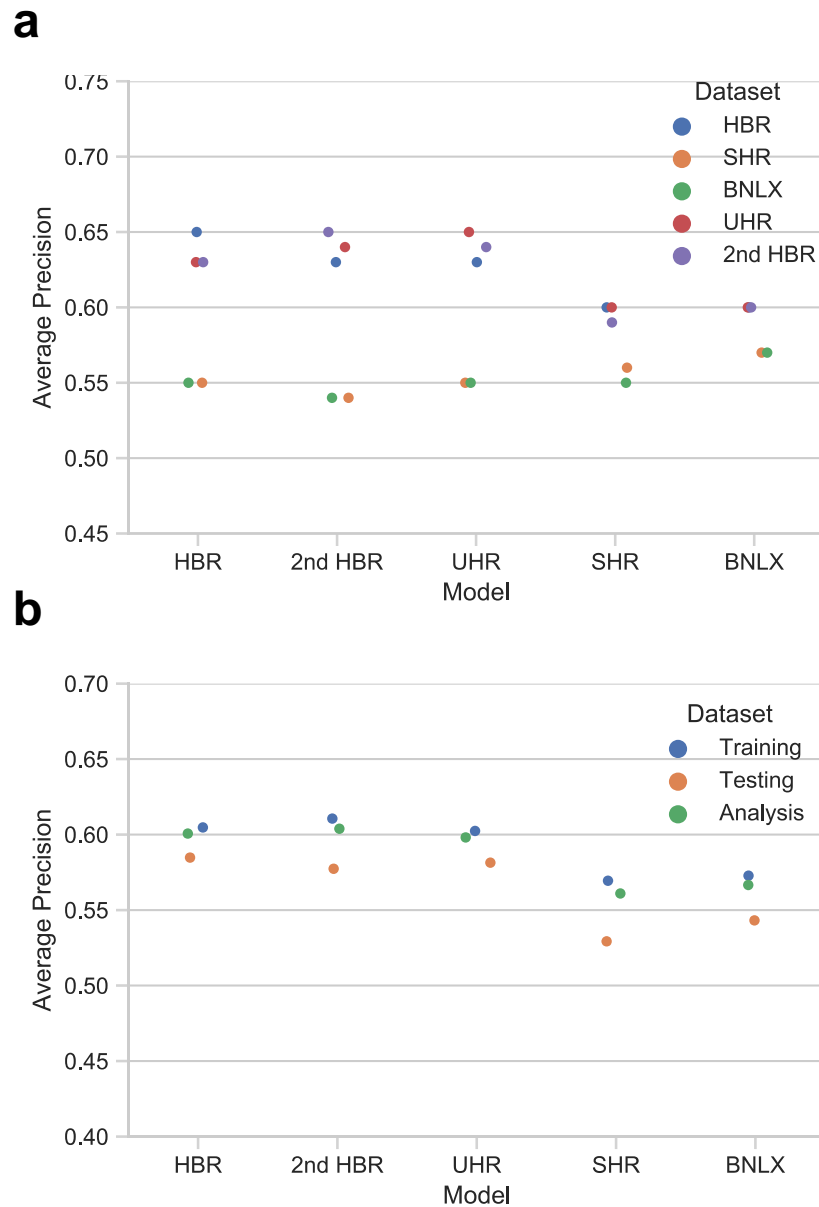 a
0.75
0.70
0.65
0.60
0.55
0.50
0.45
Average Precision
Dataset
HBR
SHR
BNLX
UHR
2nd HBR
HBR 2nd HBR UHR SHR BNLX
Model
b
0.70
0.65
0.60
0.55
0.50
0.45
0.40
Average Precision
Dataset
Training
Testing
Analysis
HBR 2nd HBR UHR SHR BNLX
Model